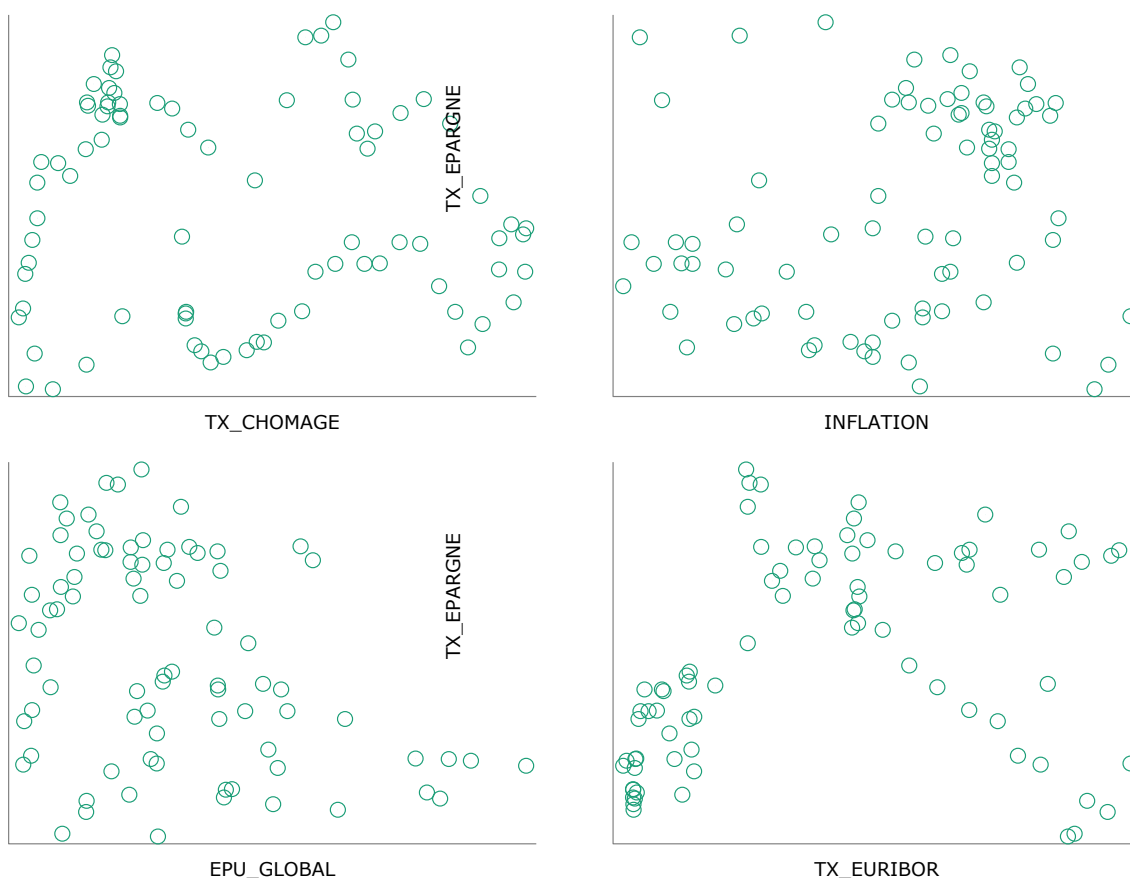 TX_EPARGNE
TX_CHOMAGE
INFLATION
TX_EPARGNE
EPU_GLOBAL
TX_EURIBOR